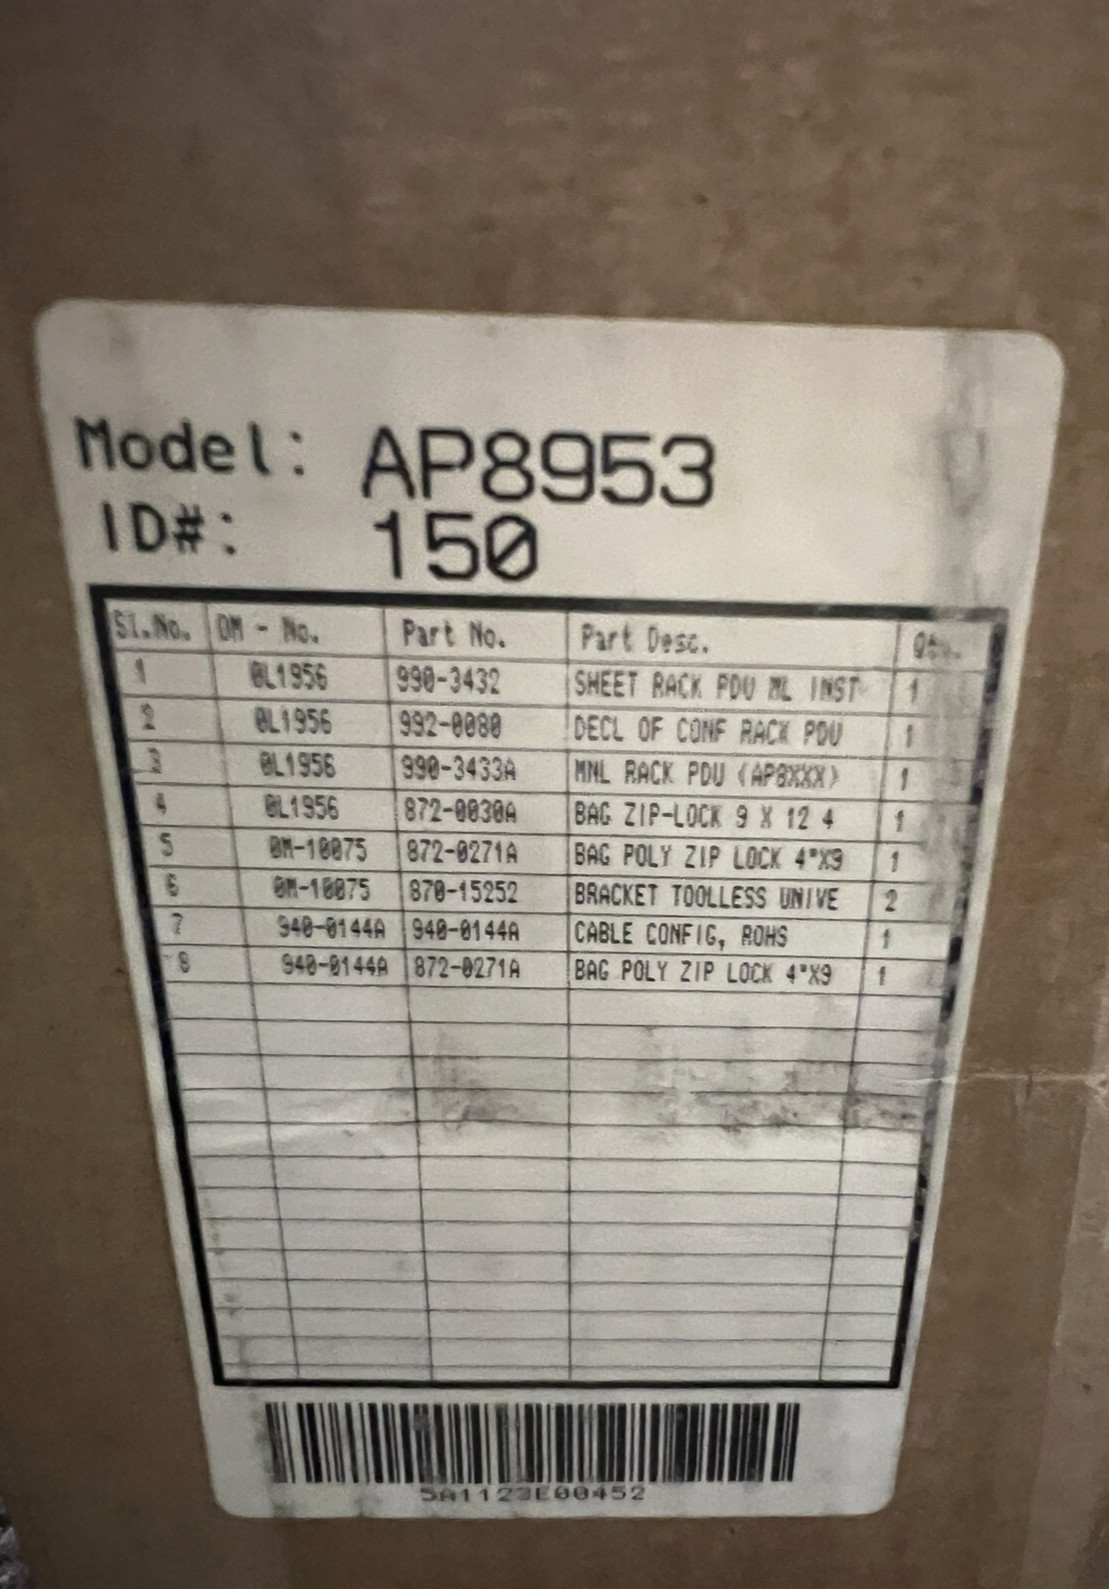 Model: AP8953
ID#: 150
Sl.No. OM - No. Part No. Part Desc.
1 0L1956 990-3432 SHEET RACK PDU ML INST 1
2 0L1956 992-0080 DECL OF CONF RACK PDU 1
3 0L1956 990-3433A MNL RACK PDU (AP8XXX) 1
4 0L1956 872-0030A BAG ZIP-LOCK 9 X 12 4 1
5 0M-10075 872-0271A BAG POLY ZIP LOCK 4"X9 1
6 0M-10075 870-15252 BRACKET TOOLLESS UNIVE 2
7 940-0144A 940-0144A CABLE CONFIG, ROHS 1
8 940-0144A 872-0271A BAG POLY ZIP LOCK 4"X9 1
5A1123E00452